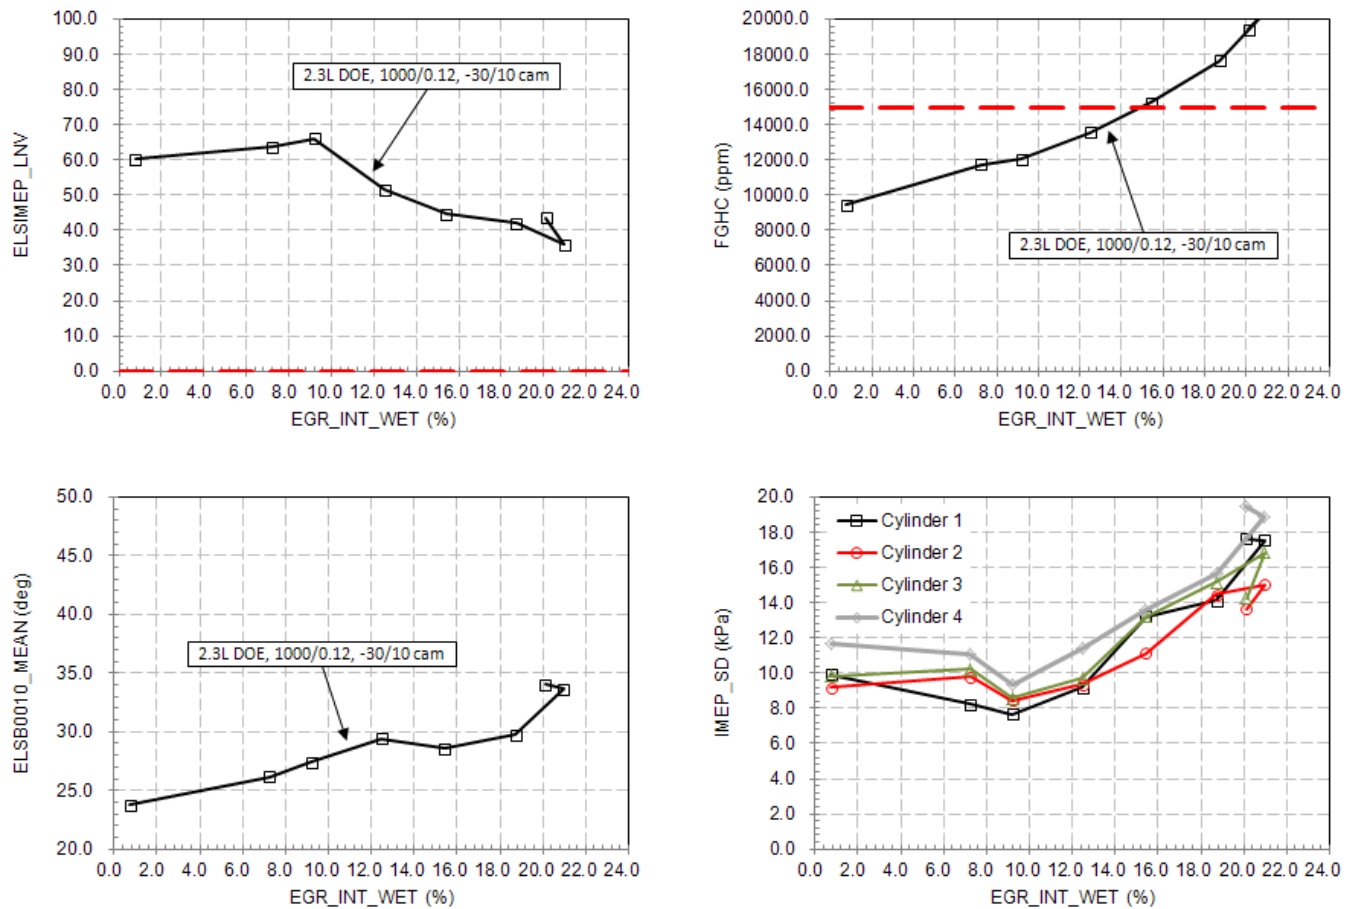 100.0
90.0
80.0
70.0
60.0
50.0
40.0
30.0
20.0
10.0
0.0
ELSIMEP_LNV
2.3L DOE, 1000/0.12, -30/10 cam
0.0 2.0 4.0 6.0 8.0 10.0 12.0 14.0 16.0 18.0 20.0 22.0 24.0
EGR_INT_WET (%)
20000.0
18000.0
16000.0
14000.0
12000.0
10000.0
8000.0
6000.0
4000.0
2000.0
0.0
FGHC (ppm)
2.3L DOE, 1000/0.12, -30/10 cam
0.0 2.0 4.0 6.0 8.0 10.0 12.0 14.0 16.0 18.0 20.0 22.0 24.0
EGR_INT_WET (%)
50.0
45.0
40.0
35.0
30.0
25.0
20.0
ELSB0010_MEAN (deg)
2.3L DOE, 1000/0.12, -30/10 cam
0.0 2.0 4.0 6.0 8.0 10.0 12.0 14.0 16.0 18.0 20.0 22.0 24.0
EGR_INT_WET (%)
20.0
18.0
16.0
14.0
12.0
10.0
8.0
6.0
4.0
2.0
0.0
IMEP_SD (kPa)
Cylinder 1
Cylinder 2
Cylinder 3
Cylinder 4
0.0 2.0 4.0 6.0 8.0 10.0 12.0 14.0 16.0 18.0 20.0 22.0 24.0
EGR_INT_WET (%)